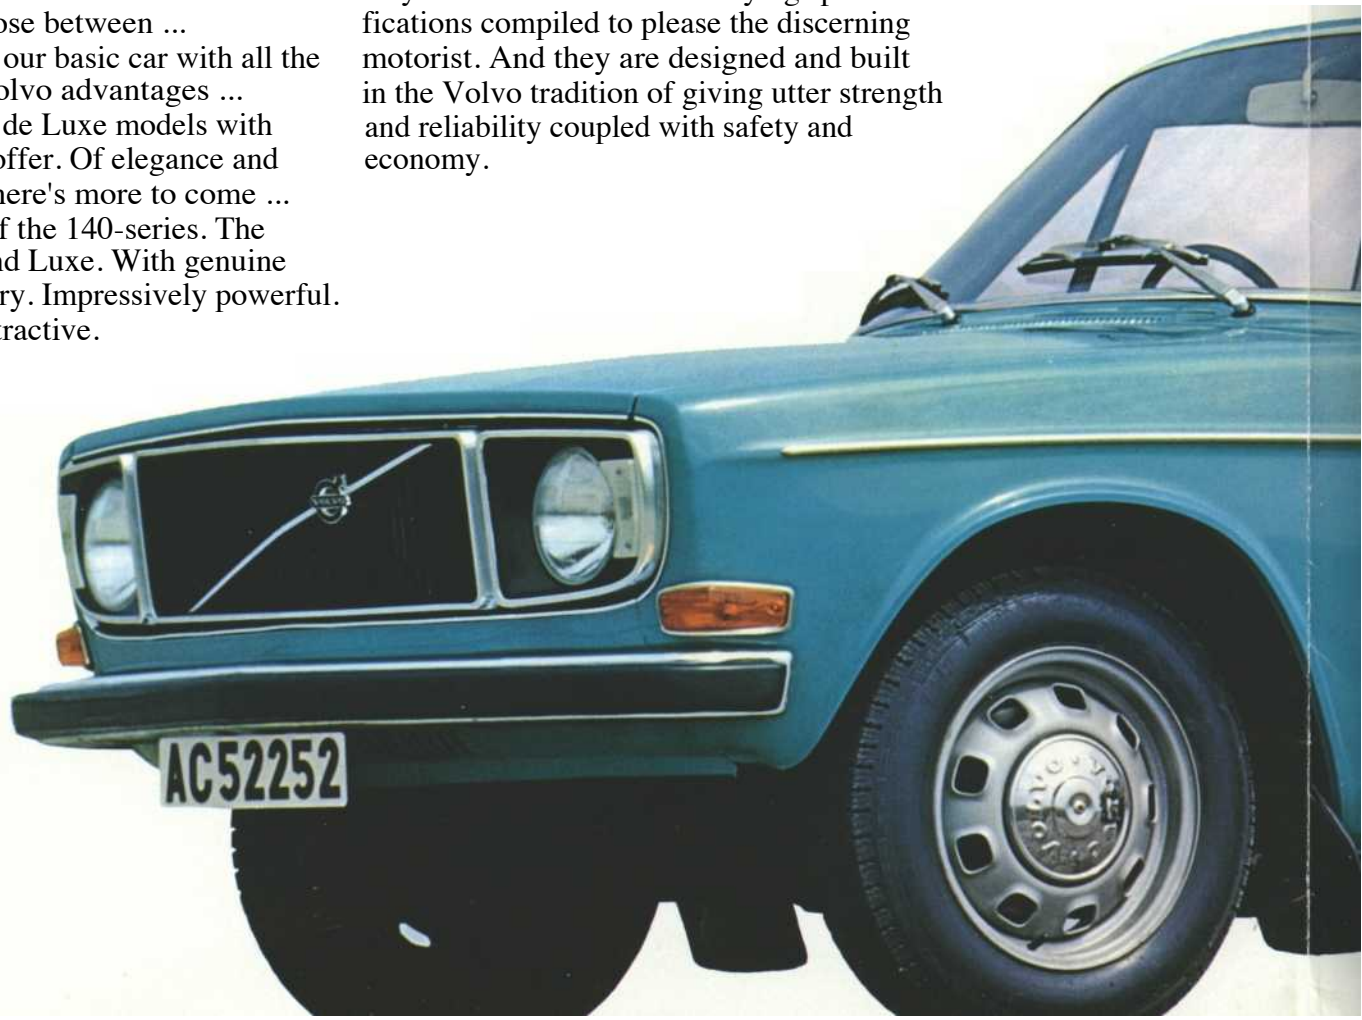 ose between ...
our basic car with all the
olvo advantages ...
de Luxe models with
offer. Of elegance and
here's more to come ...
f the 140-series. The
nd Luxe. With genuine
ry. Impressively powerful.
tractive.
fications compiled to please the discerning
motorist. And they are designed and built
in the Volvo tradition of giving utter strength
and reliability coupled with safety and
economy.
VOLVO
AC52252
VOLVO
VOLVO